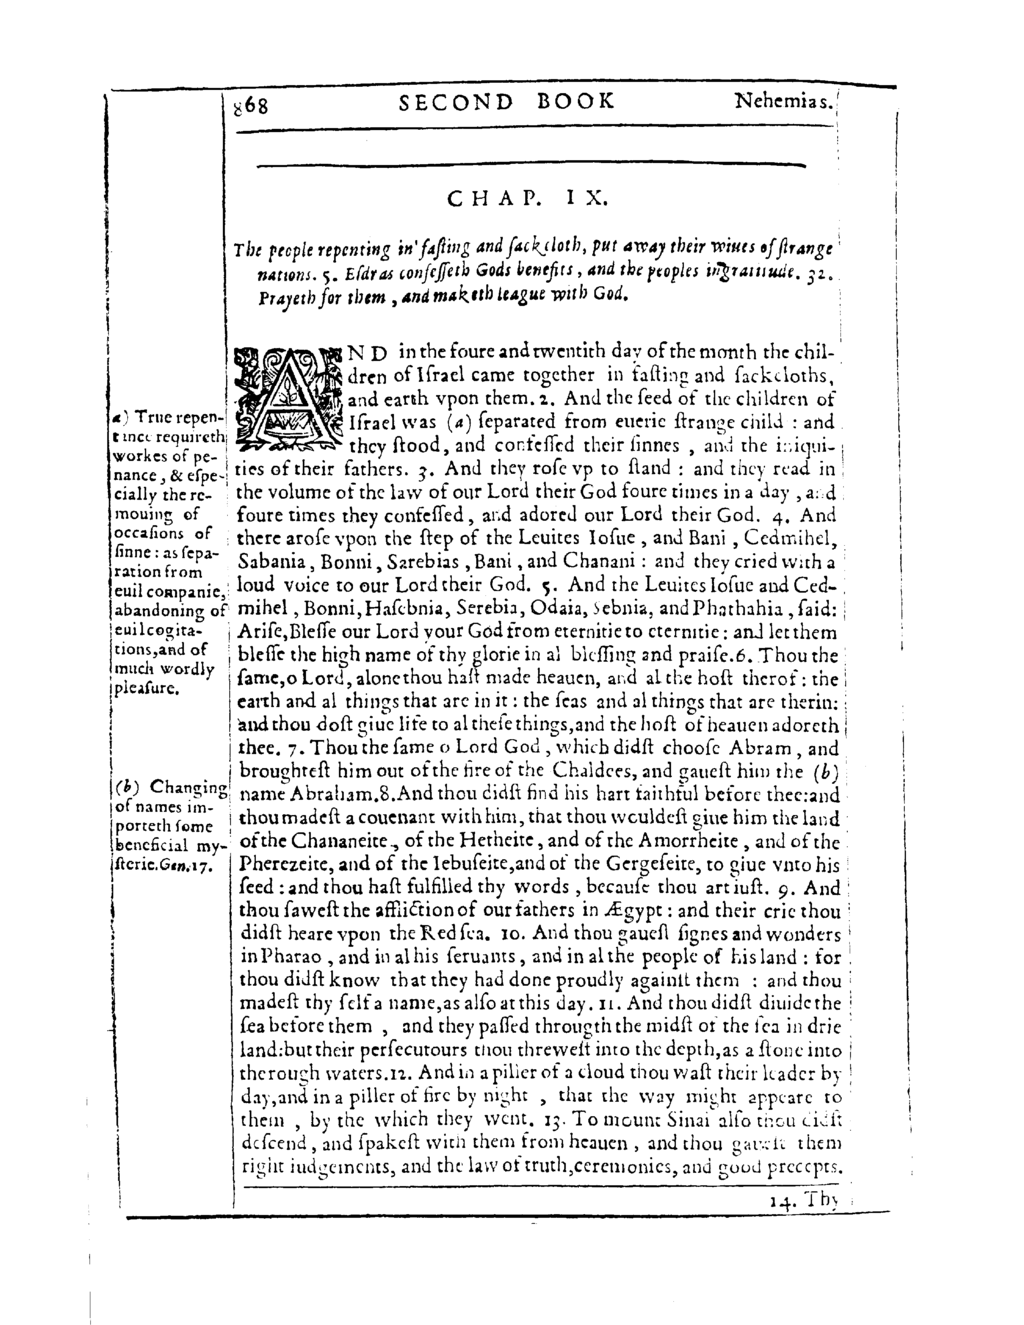 868 SECOND BOOK Nehemias.
CHAP. IX.
The people repenting in faſting and ſackcloth, put away their wiues of ſtrange
nations. 5. Eſdras confeſſeth Gods benefits, and the peoples ingratitude. 32.
Prayeth for them, and maketh league with God.
AND in the foure and twentith day of the month the chil-
dren of Iſrael came together in faſting and ſackcloths,
and earth vpon them. 2. And the ſeed of the children of
Iſrael was (a) ſeparated from euerie ſtrange child : and
they ſtood, and confeſſed their ſinnes , and the iniqui-
ties of their fathers. 3. And they roſe vp to ſtand : and they read in
the volume of the law of our Lord their God foure times in a day , and
foure times they confeſſed, and adored our Lord their God. 4. And
there aroſe vpon the ſtep of the Leuites Ioſue, and Bani , Cedmihel,
Sabania, Bonni, Sarebias , Bani , and Chanani : and they cried with a
loud voice to our Lord their God. 5. And the Leuites Ioſue and Ced-
mihel , Bonni, Haſebnia, Serebia, Odaia, Sebnia, and Phathahia , ſaid:
Ariſe, Bleſſe our Lord your God from eternitie to eternitie : and let them
bleſſe the high name of thy glorie in al bleſſing and praiſe. 6. Thou the
ſame, o Lord, alone thou haſt made heauen, and al the hoſt therof : the
earth and al things that are in it : the ſeas and al things that are therin:
and thou doſt giue life to al theſe things, and the hoſt of heauen adoreth
thee. 7. Thou the ſame o Lord God , which didſt chooſe Abram , and
broughteſt him out of the fire of the Chaldees, and gaueſt him the (b)
name Abraham. 8. And thou didſt find his hart faithful before thee: and
thou madeſt a couenant with him, that thou wouldeſt giue him the land
of the Chananeite, of the Hetheite , and of the Amorrheite , and of the
Pherezeite, and of the Iebuſeite, and of the Gergeſeite, to giue vnto his
ſeed : and thou haſt fulfilled thy words , becauſe thou art iuſt. 9. And
thou ſaweſt the affliction of our fathers in Ægypt : and their crie thou
didſt heare vpon the Red ſea. 10. And thou gaueſt ſignes and wonders
in Pharao , and in al his ſeruants, and in al the people of his land : for
thou didſt know that they had done proudly againſt them : and thou
madeſt thy ſelf a name, as alſo at this day. 11. And thou didſt diuide the
ſea before them , and they paſſed througth the midſt of the ſea in drie
land: but their perſecutours thou threweſt into the depth, as a ſtone into
the rough waters. 12. And in a piller of a cloud thou waſt their leader by
day, and in a piller of fire by night , that the way might appeare to
them , by the which they went. 13. To mount Sinai alſo thou didſt
deſcend, and ſpakeſt with them from heauen , and thou gaueſt them
right iudgements, and the law of truth, ceremonies, and good precepts.
14. Thy
a) True repen-
tance requireth
workes of pe-
nance, & eſpe-
cially the re-
mouing of
occaſions of
ſinne : as ſepa-
ration from
euil companie,
abandoning of
euil cogita-
tions, and of
much wordly
pleaſure.
(b) Changing
of names im-
porteth ſome
beneficial my-
ſterie. Gen. 17.